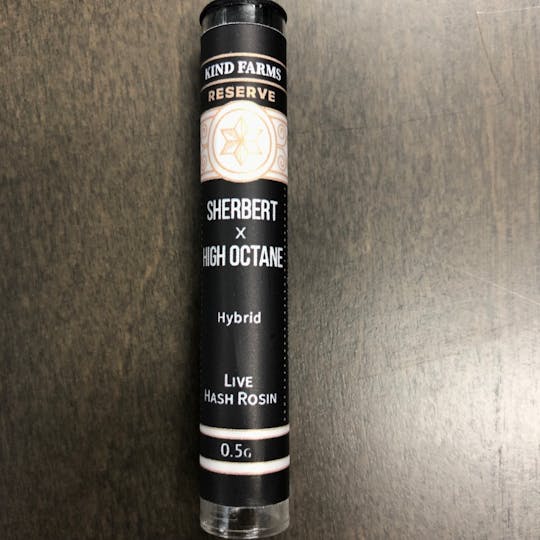 KIND FARMS
RESERVE
SHERBERT
X
HIGH OCTANE
Hybrid
LIVE
HASH ROSIN
0.5G